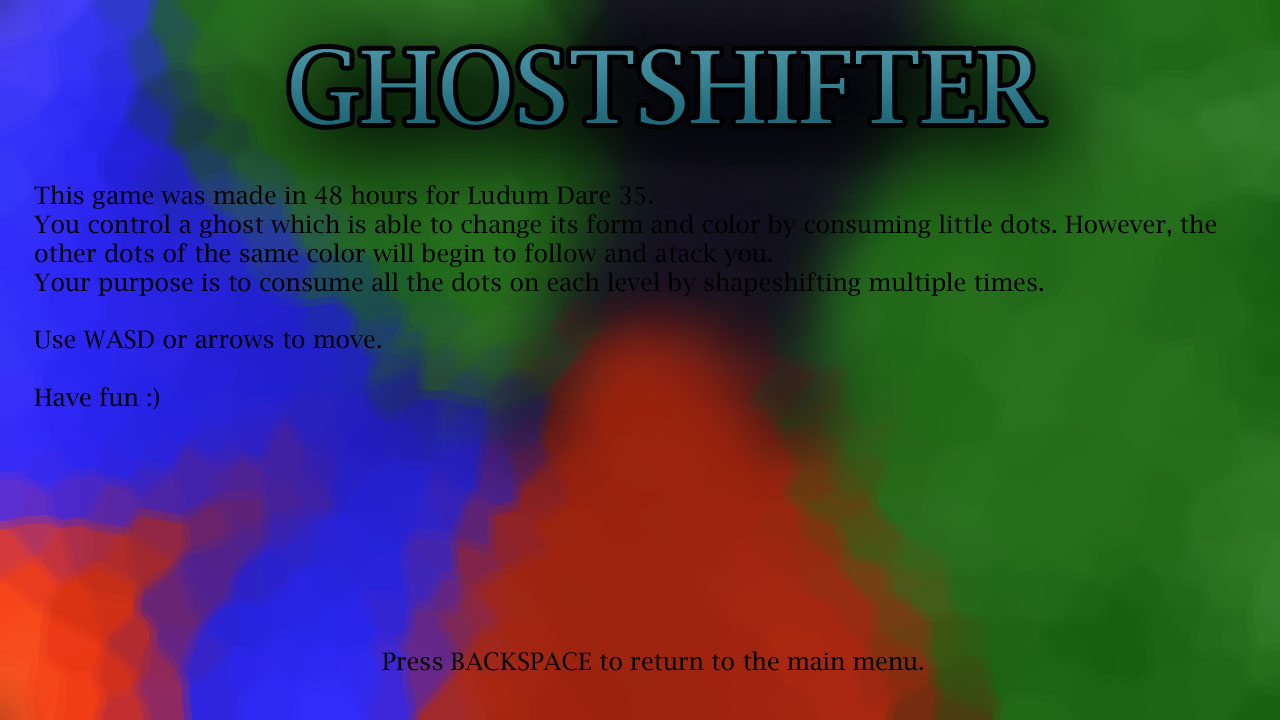 GHOSTSHIFTER
This game was made in 48 hours for Ludum Dare 35.
You control a ghost which is able to change its form and color by consuming little dots. However, the
other dots of the same color will begin to follow and atack you.
Your purpose is to consume all the dots on each level by shapeshifting multiple times.
Use WASD or arrows to move.
Have fun :)
Press BACKSPACE to return to the main menu.